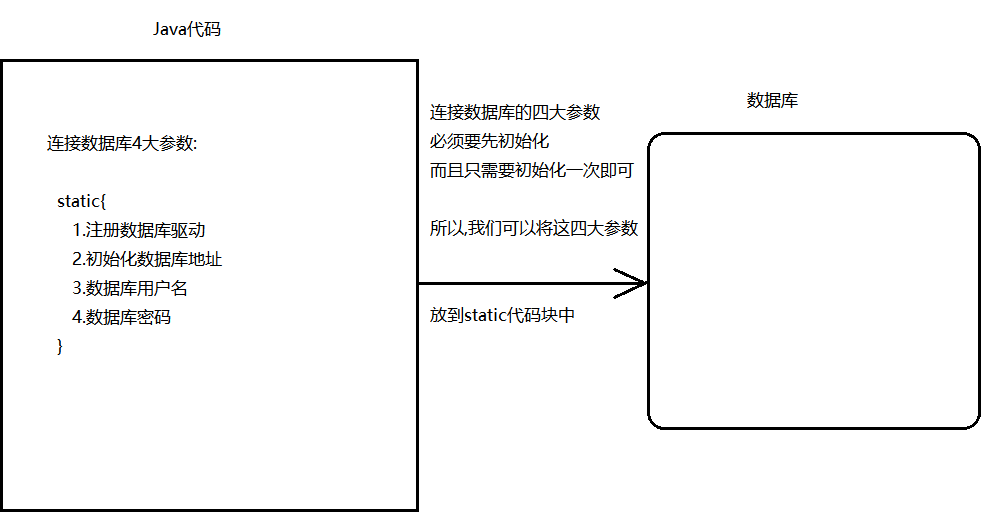 Java代码
连接数据库4大参数:
static{
1.注册数据库驱动
2.初始化数据库地址
3.数据库用户名
4.数据库密码
}
连接数据库的四大参数
必须要先初始化
而且只需要初始化一次即可
所以,我们可以将这四大参数
放到static代码块中
数据库